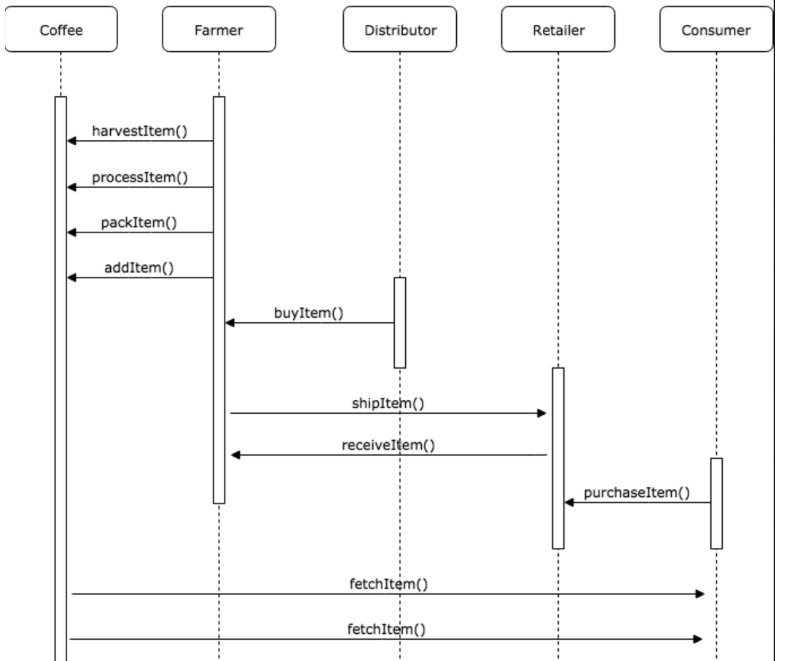 Coffee
Farmer
Distributor
Retailer
Consumer
harvestItem()
processItem()
packItem()
addItem()
buyItem()
shipItem()
receiveItem()
purchaseItem()
fetchItem()
fetchItem()